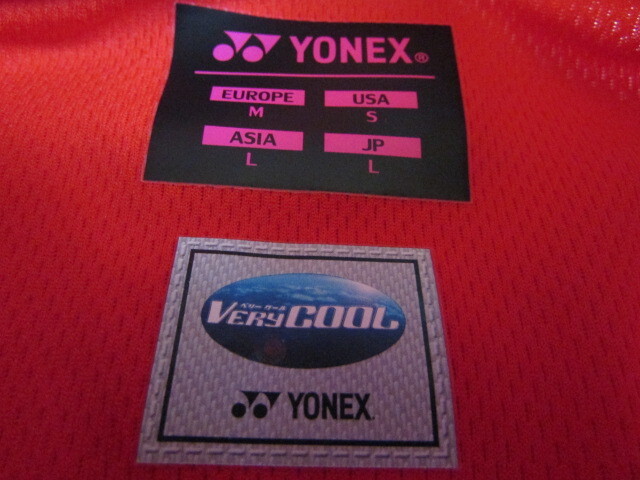 YONEX®
EUROPE USA
M S
ASIA JP
L L
ベリークール
VERYCOOL
YONEX